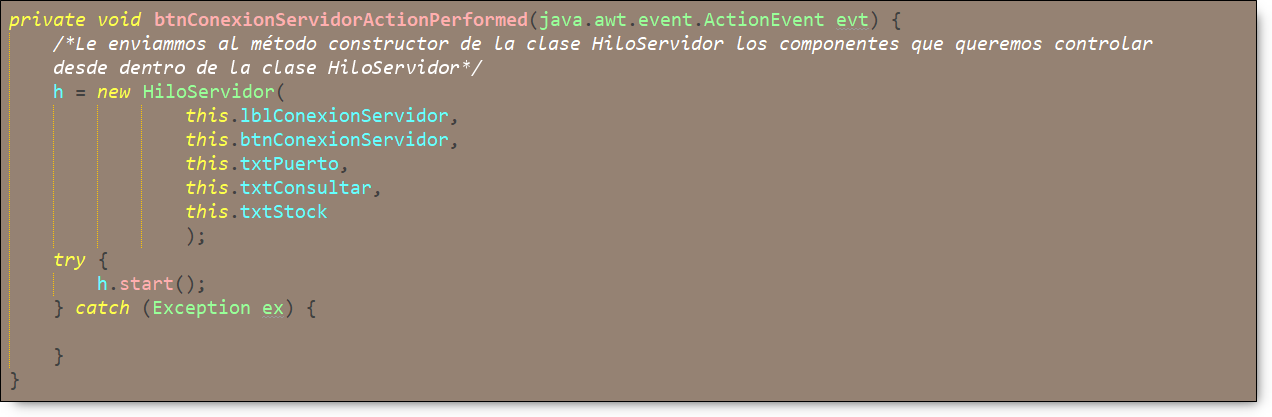 private void btnConexionServidorActionPerformed(java.awt.event.ActionEvent evt) {
/*Le enviammos al método constructor de la clase HiloServidor los componentes que queremos controlar
desde dentro de la clase HiloServidor*/
h = new HiloServidor(
this.lblConexionServidor,
this.btnConexionServidor,
this.txtPuerto,
this.txtConsultar,
this.txtStock
);
try {
h.start();
} catch (Exception ex) {
}
}